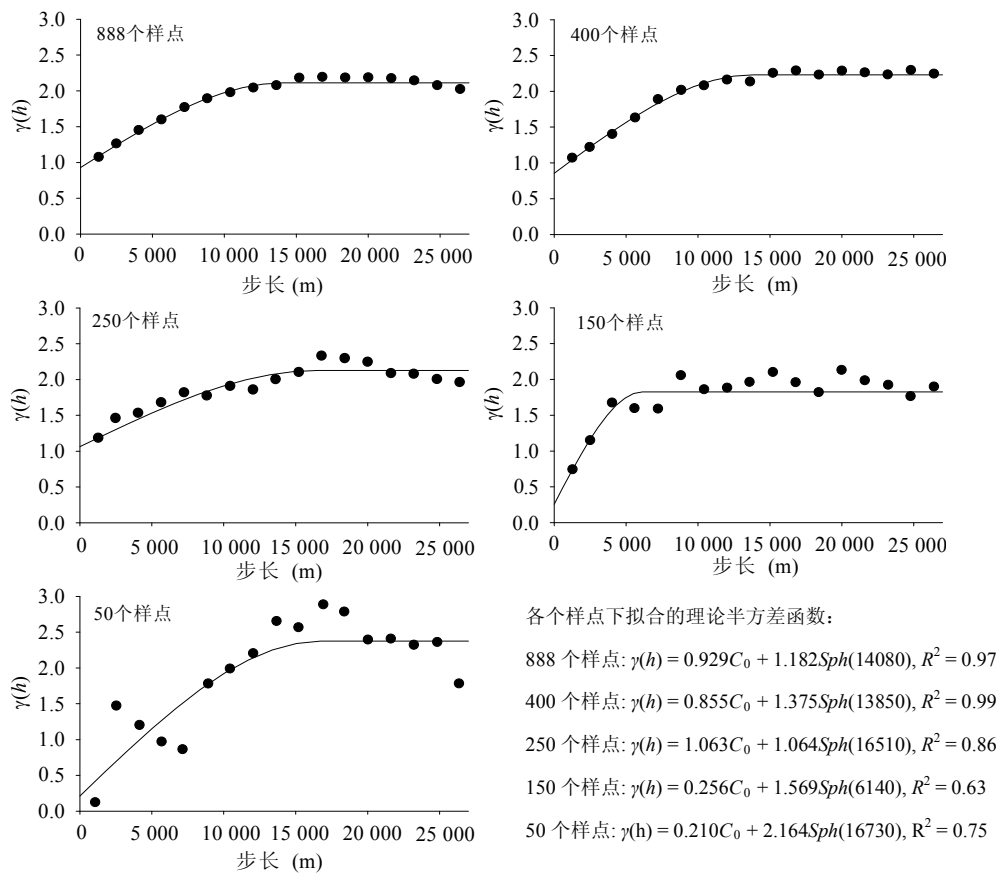 888个样点
3.0
2.5
2.0
1.5
1.0
0.5
0.0
γ(h)
0 5 000 10 000 15 000 20 000 25 000
步长 (m)
400个样点
3.0
2.5
2.0
1.5
1.0
0.5
0.0
γ(h)
0 5 000 10 000 15 000 20 000 25 000
步长 (m)
250个样点
3.0
2.5
2.0
1.5
1.0
0.5
0.0
γ(h)
0 5 000 10 000 15 000 20 000 25 000
步长 (m)
150个样点
3.0
2.5
2.0
1.5
1.0
0.5
0.0
γ(h)
0 5 000 10 000 15 000 20 000 25 000
步长 (m)
50个样点
3.0
2.5
2.0
1.5
1.0
0.5
0.0
γ(h)
0 5 000 10 000 15 000 20 000 25 000
步长 (m)
各个样点下拟合的理论半方差函数：
888 个样点: γ(h) = 0.929C₀ + 1.182Sph(14080), R² = 0.97
400 个样点: γ(h) = 0.855C₀ + 1.375Sph(13850), R² = 0.99
250 个样点: γ(h) = 1.063C₀ + 1.064Sph(16510), R² = 0.86
150 个样点: γ(h) = 0.256C₀ + 1.569Sph(6140), R² = 0.63
50 个样点: γ(h) = 0.210C₀ + 2.164Sph(16730), R² = 0.75